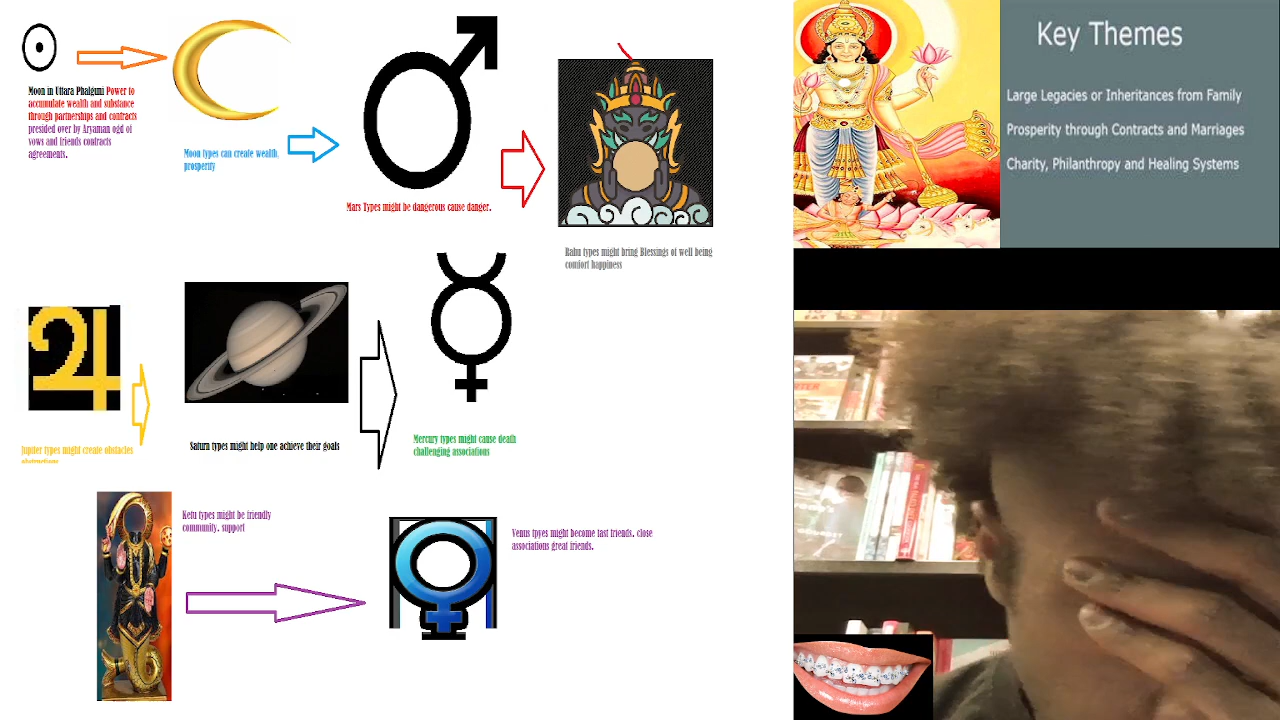 Moon in Uttara Phalguni Power to
accumulate wealth and substance
through partnerships and contracts
presided over by Aryaman ogd of
vows and friends contracts
agreements.
Moon types can create wealth,
prosperity
Mars Types might be dangerous cause danger.
Rahu types might bring Blessings of well being
comfort happiness
Key Themes
Large Legacies or Inheritances from Family
Prosperity through Contracts and Marriages
Charity, Philanthropy and Healing Systems
Jupiter types might create obstacles
obstructions
Saturn types might help one achieve their goals
Mercury types might cause death
challenging associations
Ketu types might be friendly
community, support
Venus tpyes might become fast friends, close
associations great friends.